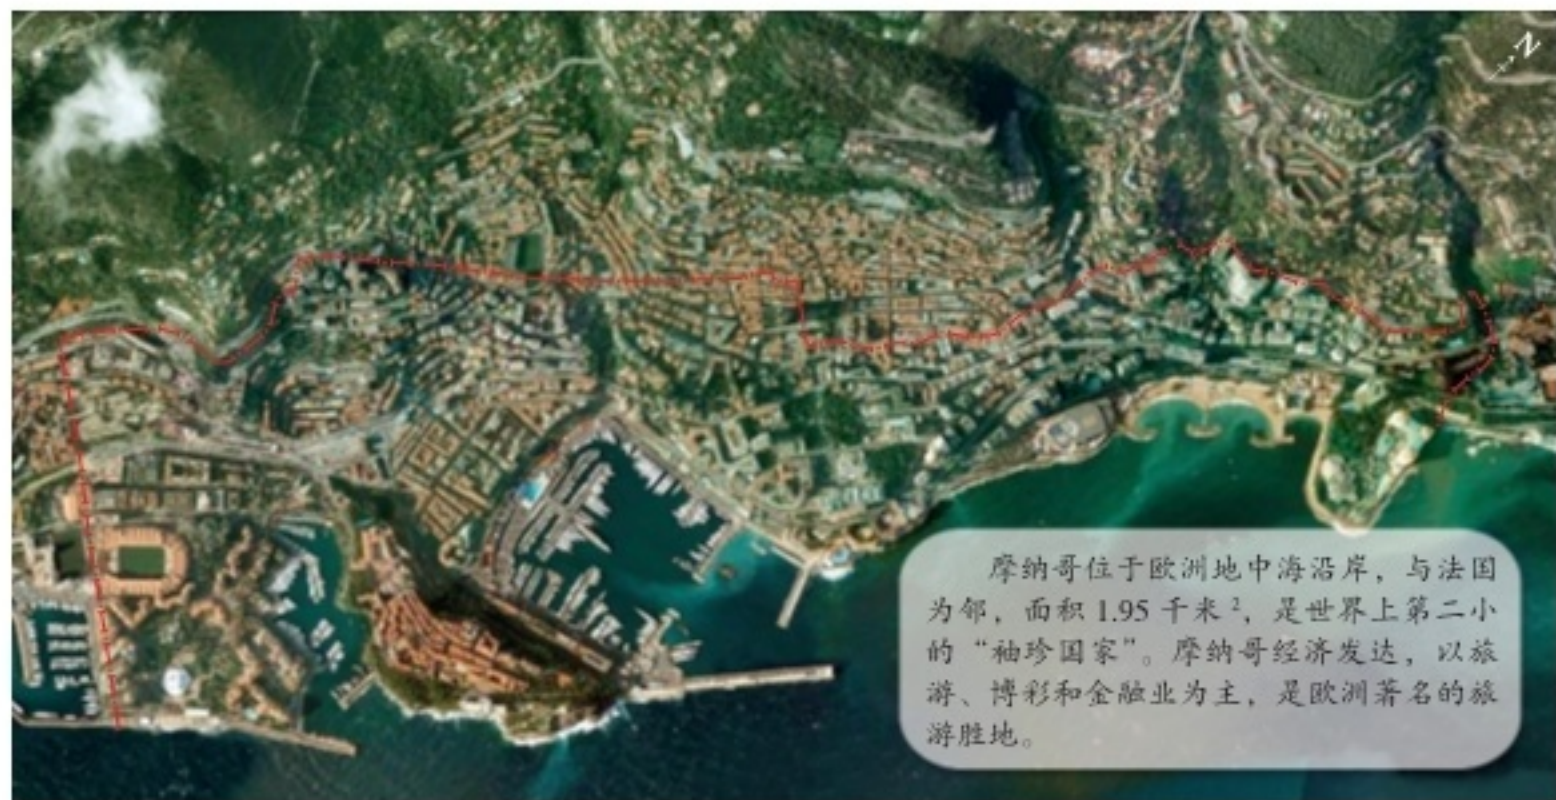 N
摩纳哥位于欧洲地中海沿岸，与法国
为邻，面积 1.95 千米²，是世界上第二小
的“袖珍国家”。摩纳哥经济发达，以旅
游、博彩和金融业为主，是欧洲著名的旅
游胜地。